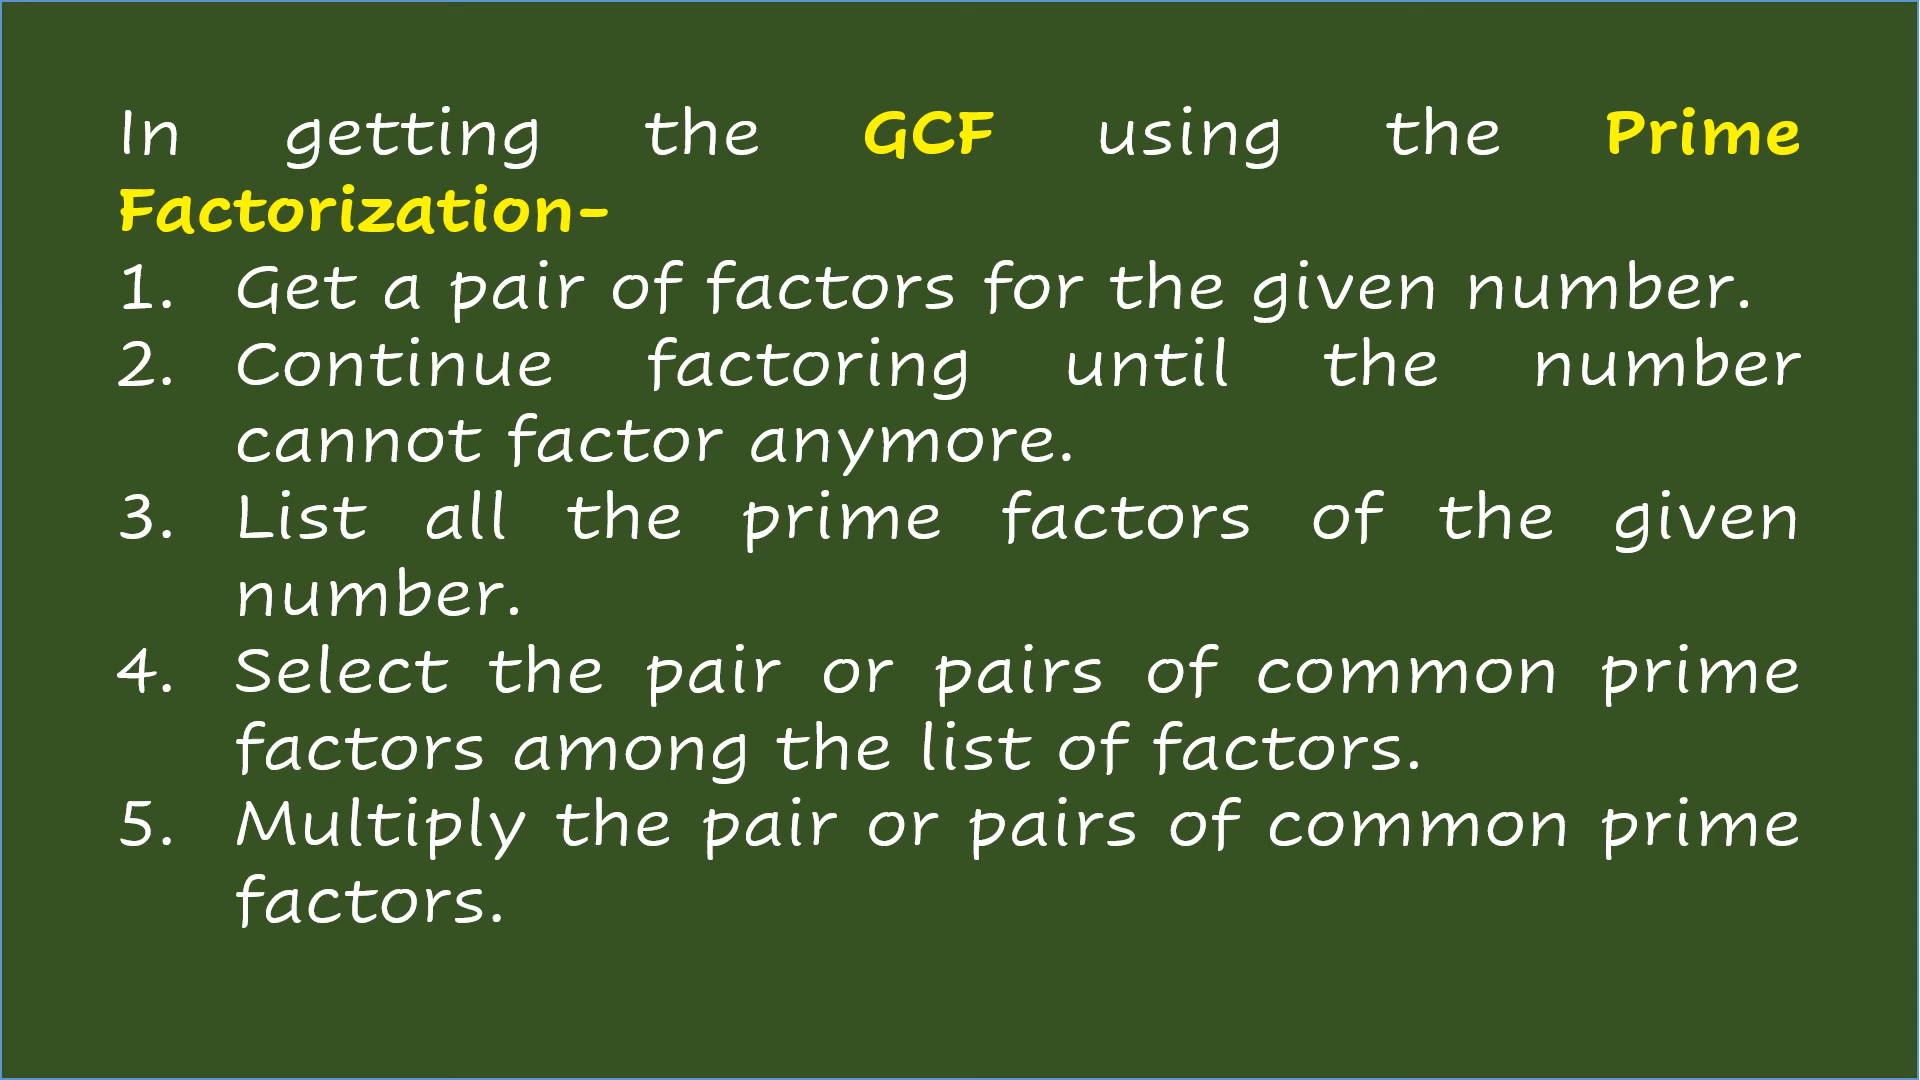 In getting the GCF using the Prime
Factorization-
1. Get a pair of factors for the given number.
2. Continue factoring until the number
cannot factor anymore.
3. List all the prime factors of the given
number.
4. Select the pair or pairs of common prime
factors among the list of factors.
5. Multiply the pair or pairs of common prime
factors.